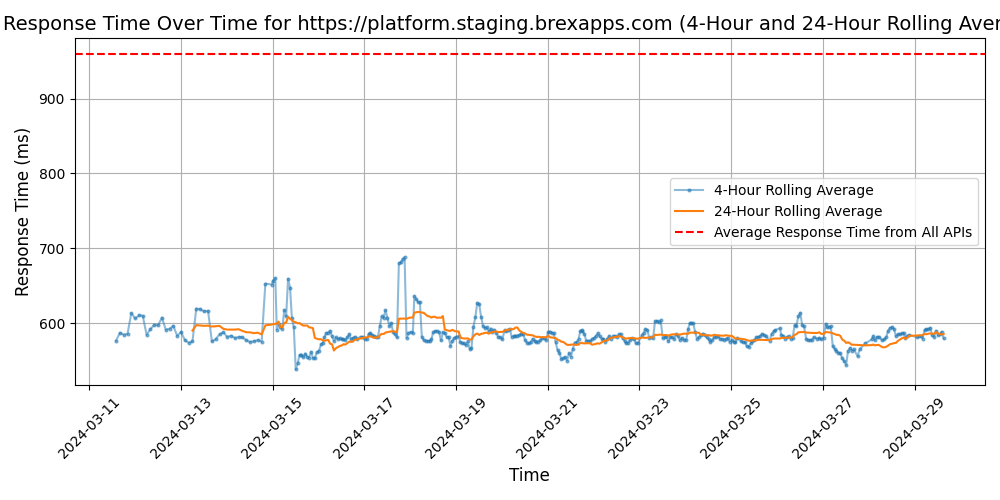 Response Time Over Time for https://platform.staging.brexapps.com (4-Hour and 24-Hour Rolling Aver
Response Time (ms)
900
800
700
600
4-Hour Rolling Average
24-Hour Rolling Average
Average Response Time from All APIs
2024-03-11
2024-03-13
2024-03-15
2024-03-17
2024-03-19
2024-03-21
2024-03-23
2024-03-25
2024-03-27
2024-03-29
Time